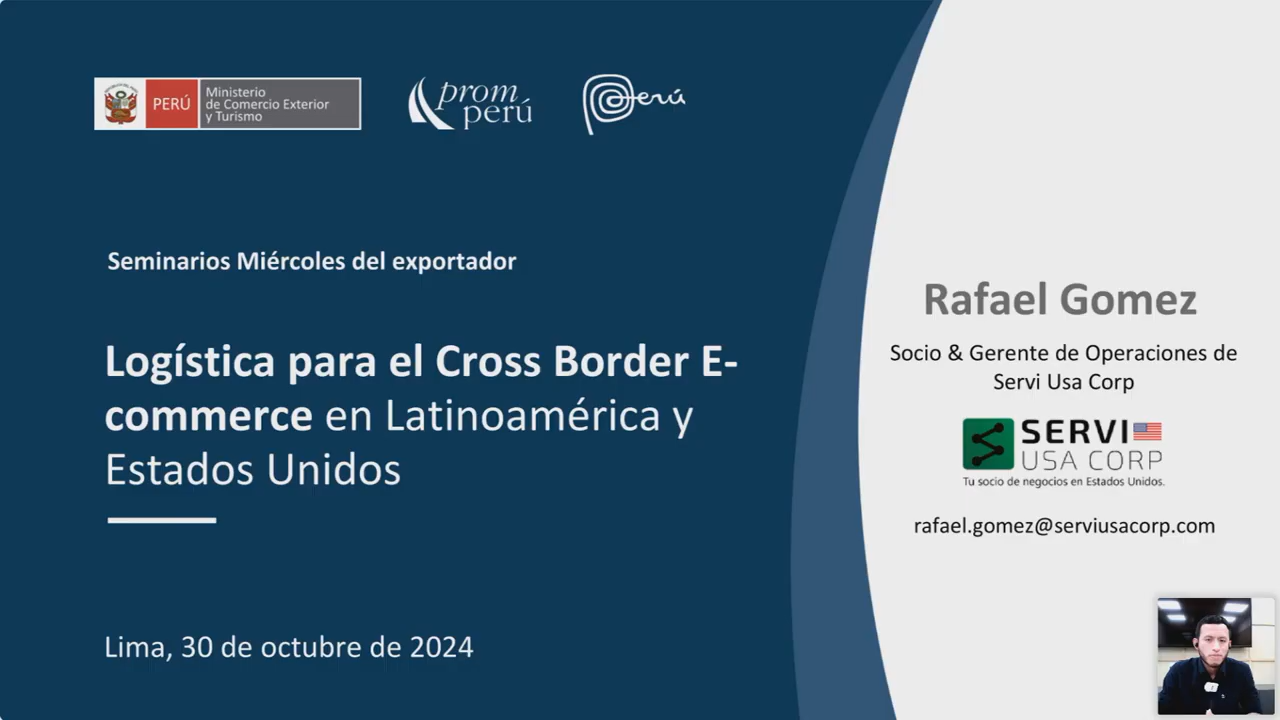 PERÚ
Ministerio
de Comercio Exterior
y Turismo
prom
perú
Perú
Seminarios Miércoles del exportador
Logística para el Cross Border E-
commerce en Latinoamérica y
Estados Unidos
Lima, 30 de octubre de 2024
Rafael Gomez
Socio & Gerente de Operaciones de
Servi Usa Corp
SERVI
USA CORP
Tu socio de negocios en Estados Unidos.
rafael.gomez@serviusacorp.com